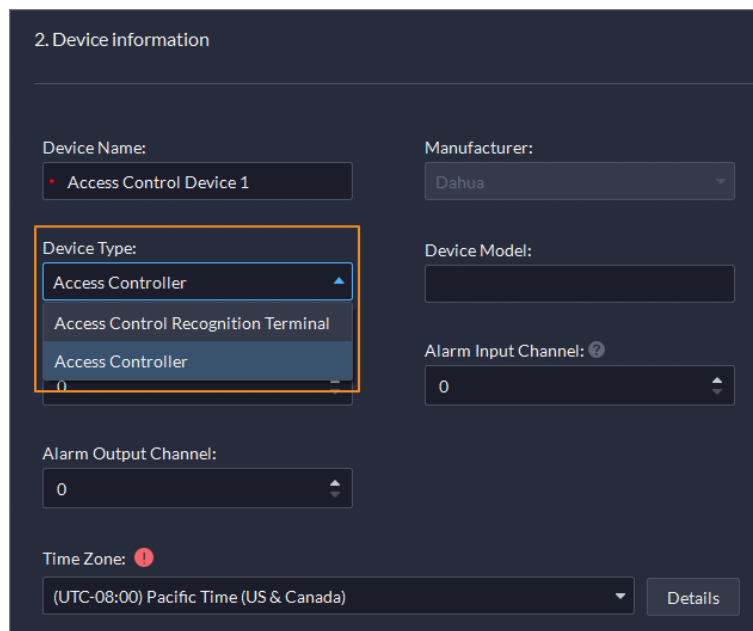 2. Device information
Device Name:
Manufacturer:
* Access Control Device 1
Dahua
Device Type:
Device Model:
Access Controller
Access Control Recognition Terminal
Access Controller
Alarm Input Channel:
0
0
Alarm Output Channel:
0
Time Zone:
(UTC-08:00) Pacific Time (US & Canada)
Details